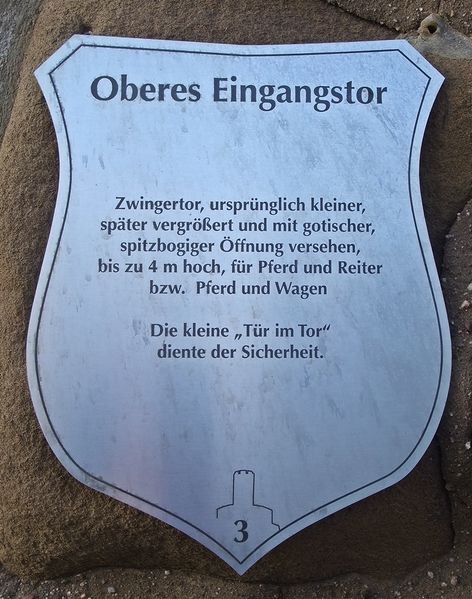 Oberes Eingangstor
Zwingertor, ursprünglich kleiner,
später vergrößert und mit gotischer,
spitzbogiger Öffnung versehen,
bis zu 4 m hoch, für Pferd und Reiter
bzw. Pferd und Wagen
Die kleine „Tür im Tor“
diente der Sicherheit.
3